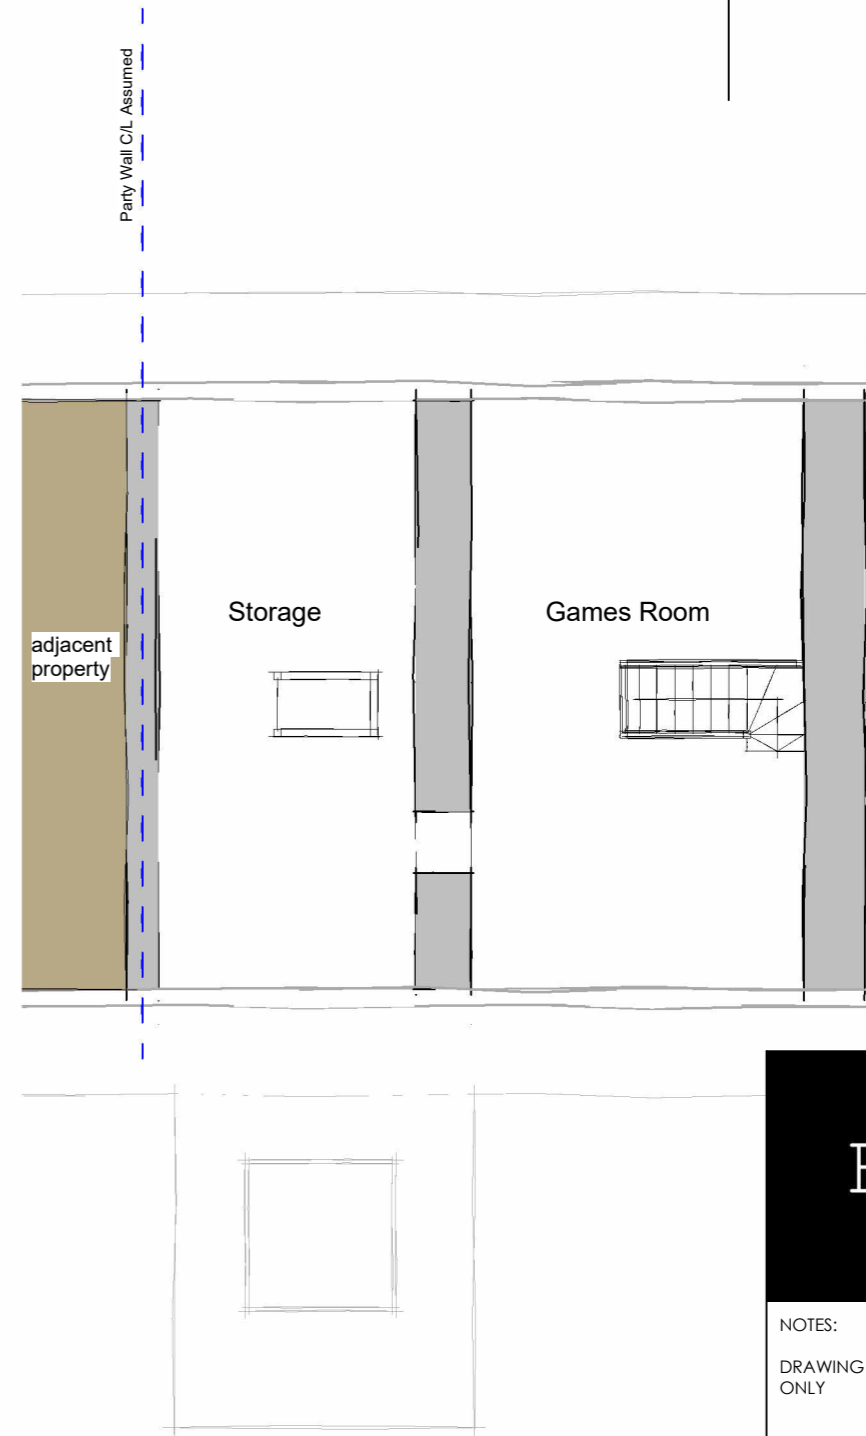 Party Wall C/L Assumed
Storage
Games Room
adjacent
property
NOTES:
DRAWING
ONLY